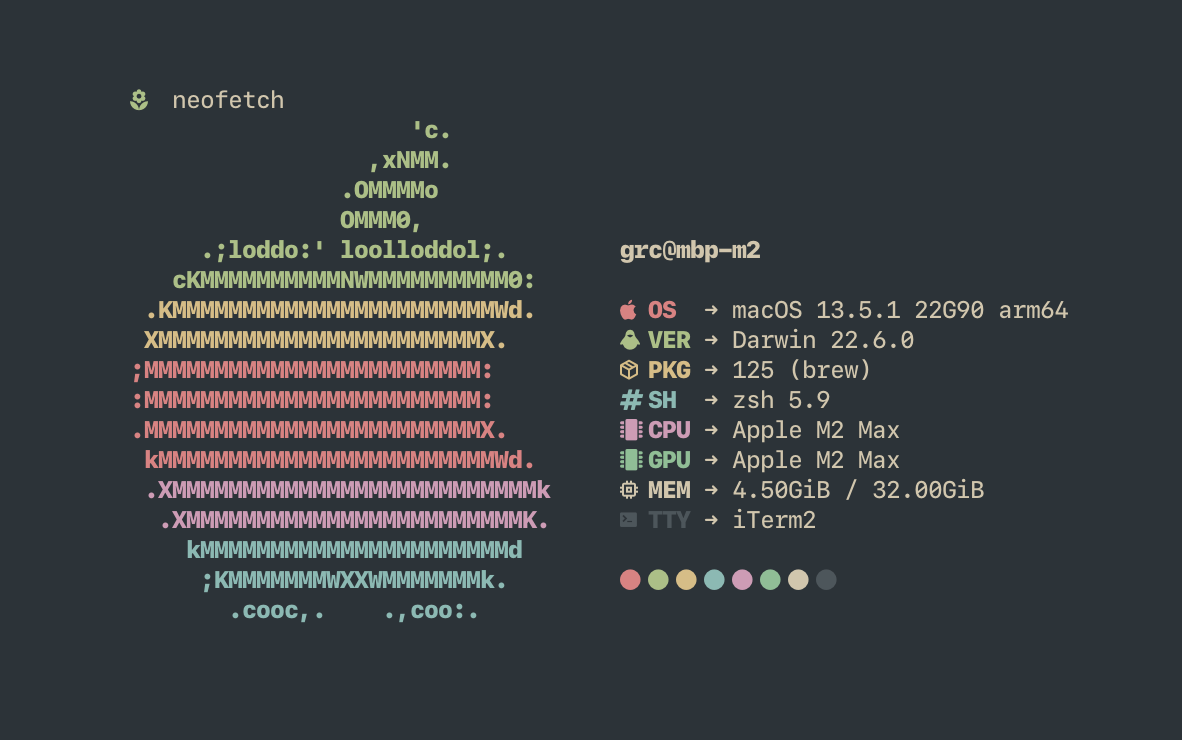 neofetch
'c.
,xNMM.
.OMMMMo
OMMM0,
.;loddo:' loolloddol;.
cKMMMMMMMMMMNWMMMMMMMMMM0:
.KMMMMMMMMMMMMMMMMMMMMMMMWd.
XMMMMMMMMMMMMMMMMMMMMMMMX.
;MMMMMMMMMMMMMMMMMMMMMMMM:
:MMMMMMMMMMMMMMMMMMMMMMMM:
.MMMMMMMMMMMMMMMMMMMMMMMMX.
kMMMMMMMMMMMMMMMMMMMMMMMMWd.
.XMMMMMMMMMMMMMMMMMMMMMMMMMMk
.XMMMMMMMMMMMMMMMMMMMMMMMMK.
kMMMMMMMMMMMMMMMMMMMMMMd
;KMMMMMMMWXXWMMMMMMMk.
.cooc,.    .,coo:.
grc@mbp-m2
OS → macOS 13.5.1 22G90 arm64
VER → Darwin 22.6.0
PKG → 125 (brew)
SH → zsh 5.9
CPU → Apple M2 Max
GPU → Apple M2 Max
MEM → 4.50GiB / 32.00GiB
TTY → iTerm2